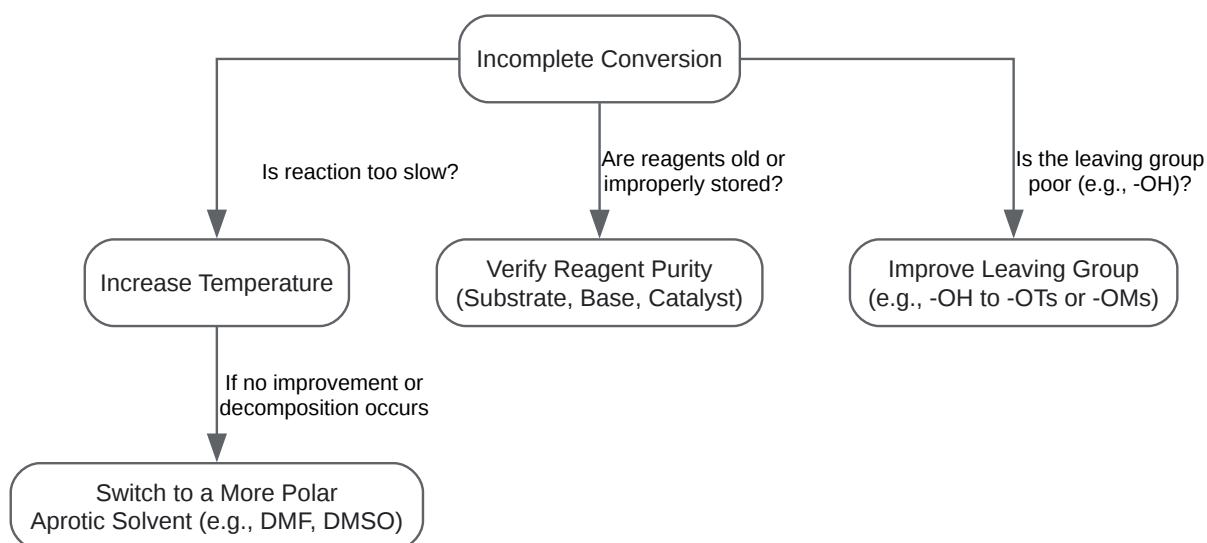 Incomplete Conversion
Is reaction too slow?
Are reagents old or
improperly stored?
Is the leaving group
poor (e.g., -OH)?
Increase Temperature
Verify Reagent Purity
(Substrate, Base, Catalyst)
Improve Leaving Group
(e.g., -OH to -OTs or -OMs)
If no improvement or
decomposition occurs
Switch to a More Polar
Aprotic Solvent (e.g., DMF, DMSO)